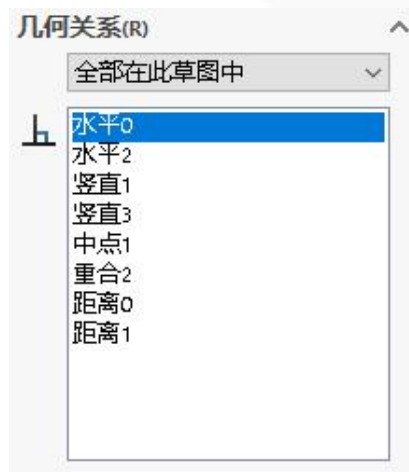 几何关系(R)
全部在此草图中
水平0
水平2
竖直1
竖直3
中点1
重合2
距离0
距离1